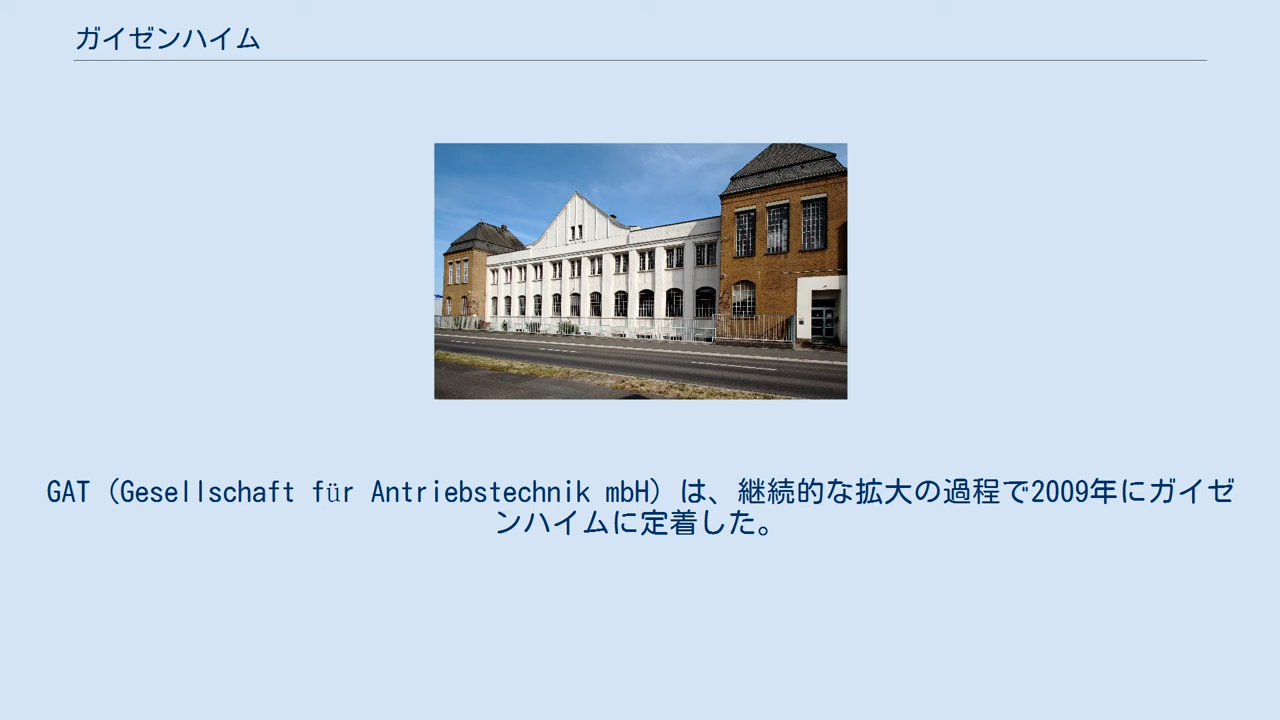 ガイゼンハイム
GAT（Gesellschaft für Antriebstechnik mbH）は、継続的な拡大の過程で2009年にガイゼ
ンハイムに定着した。